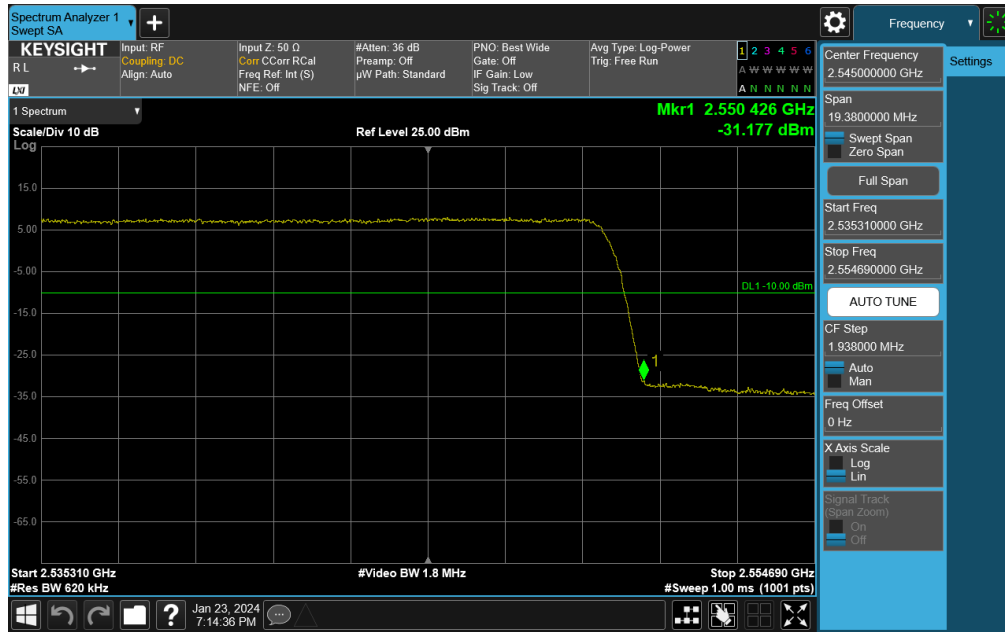 Spectrum Analyzer 1
Swept SA
Frequency
KEYSIGHT
R L
LXI
Input: RF
Coupling: DC
Align: Auto
Input Z: 50 Ω
Corr CCorr RCal
Freq Ref: Int (S)
NFE: Off
#Atten: 36 dB
Preamp: Off
µW Path: Standard
PNO: Best Wide
Gate: Off
IF Gain: Low
Sig Track: Off
Avg Type: Log-Power
Trig: Free Run
1 2 3 4 5 6
A W W W W W
A N N N N N
1 Spectrum
Scale/Div 10 dB
Log
Ref Level 25.00 dBm
Mkr1 2.550 426 GHz
-31.177 dBm
15.0
5.00
-5.00
-15.0
-25.0
-35.0
-45.0
-55.0
-65.0
DL1 -10.00 dBm
1
Start 2.535310 GHz
#Res BW 620 kHz
#Video BW 1.8 MHz
Stop 2.554690 GHz
#Sweep 1.00 ms (1001 pts)
Center Frequency
2.545000000 GHz
Span
19.3800000 MHz
Swept Span
Zero Span
Full Span
Start Freq
2.535310000 GHz
Stop Freq
2.554690000 GHz
AUTO TUNE
CF Step
1.938000 MHz
Auto
Man
Freq Offset
0 Hz
X Axis Scale
Log
Lin
Signal Track
(Span Zoom)
On
Off
Settings
?
Jan 23, 2024
7:14:36 PM